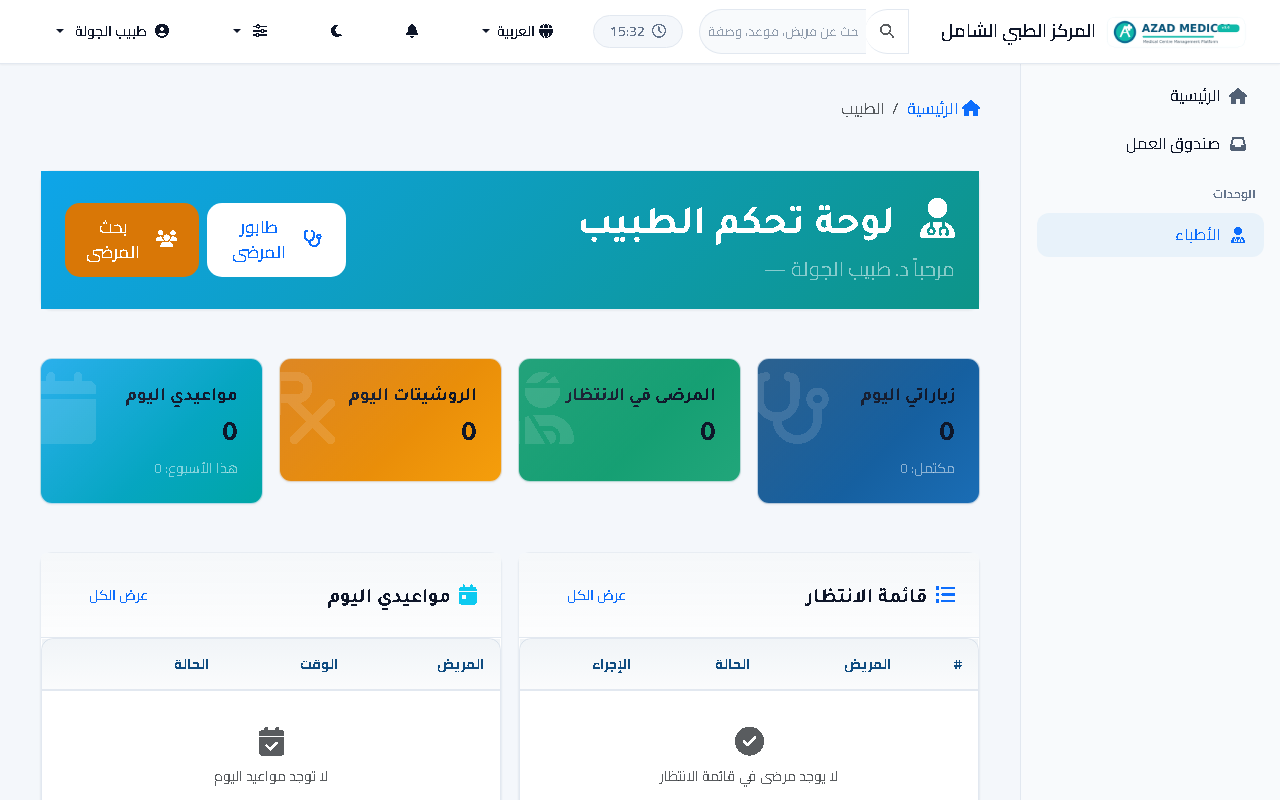 AZAD MEDIC
Medical Centre Management Platform
المركز الطبي الشامل
حث عن مريض، موعد، وصفة
15:32
العربية
طبيب الجولة
الرئيسية
صندوق العمل
الوحدات
الأطباء
الرئيسية / الطبيب
لوحة تحكم الطبيب
مرحباً د. طبيب الجولة —
طابور المرضى
بحث المرضى
زياراتي اليوم
0
مكتمل: 0
المرضى في الانتظار
0
الروشيتات اليوم
0
مواعيدي اليوم
0
هذا الأسبوع: 0
قائمة الانتظار
عرض الكل
# المريض الحالة الإجراء
لا يوجد مرضى في قائمة الانتظار
مواعيدي اليوم
عرض الكل
المريض الوقت الحالة
لا توجد مواعيد اليوم